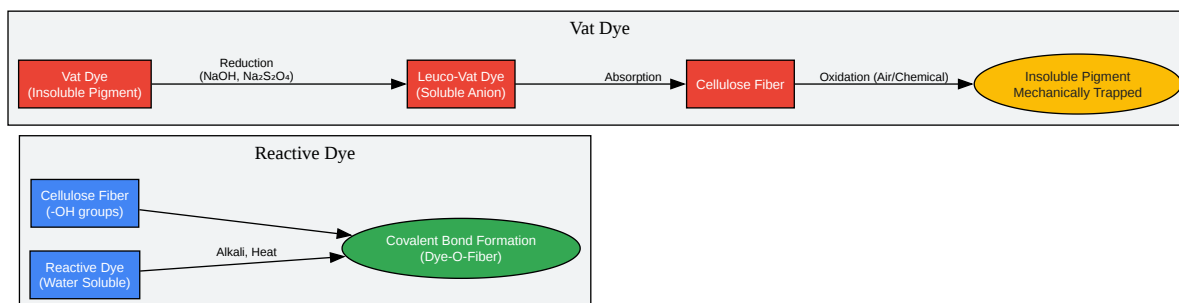 Vat Dye
Vat Dye
(Insoluble Pigment)
Reduction
(NaOH, Na₂S₂O₄)
Leuco-Vat Dye
(Soluble Anion)
Absorption
Cellulose Fiber
Oxidation (Air/Chemical)
Insoluble Pigment
Mechanically Trapped
Reactive Dye
Cellulose Fiber
(-OH groups)
Reactive Dye
(Water Soluble)
Alkali, Heat
Covalent Bond Formation
(Dye-O-Fiber)